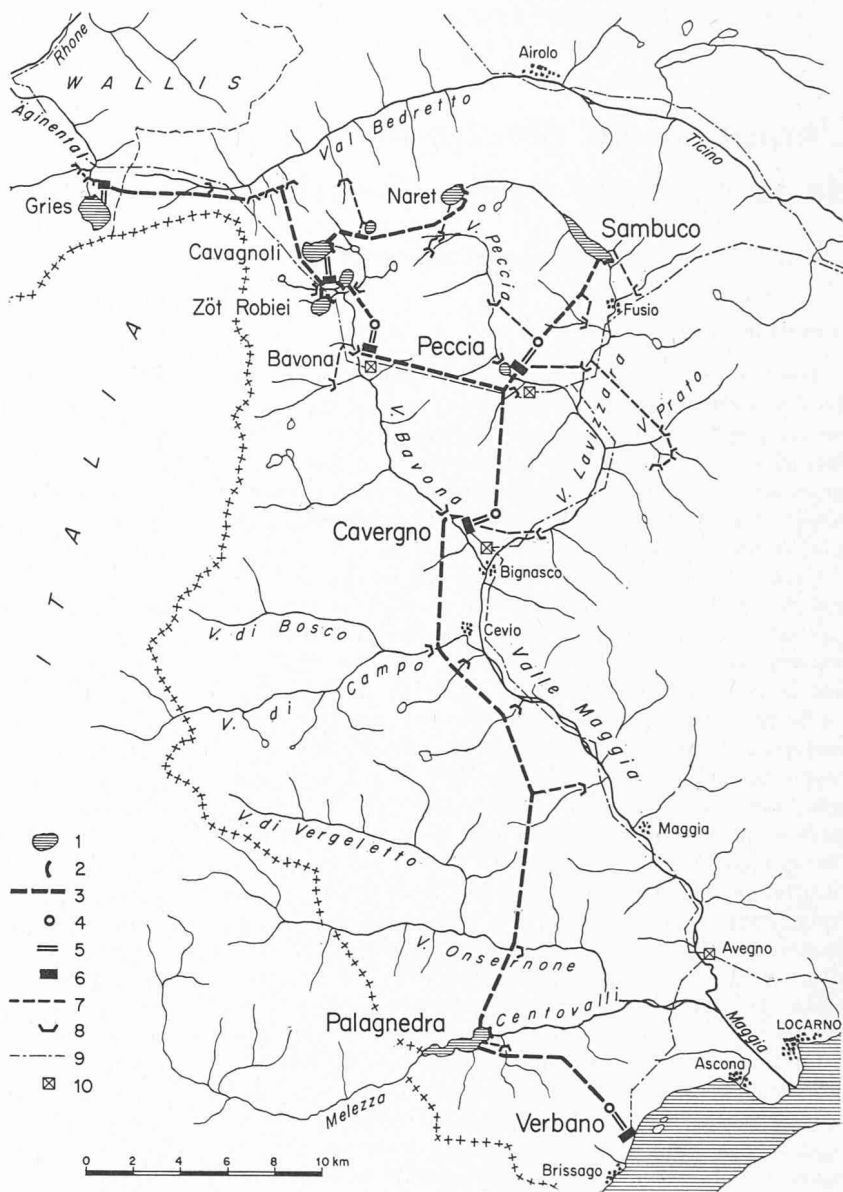 Rhone
Airolo
WALLIS
Äginental
Val Bedretto
Ticino
Gries
Naret
Sambuco
Cavagnoli
V. Peccia
Zöt Robiei
Fusio
Bavona
Peccia
V. Prato
V. Lavizzara
V. Bavona
ITALIA
Cavergno
Bignasco
V. di Bosco
Cevio
V. di Campo
Valle Maggia
V. di Vergeletto
Maggia
1
2
3
4
5
6
7
8
9
10
V. Onsernone
Avegno
Palagnedra
Centovalli
Maggia
LOCARNO
Ascona
Melezza
Verbano
Brissago
0 2 4 6 8 10 km